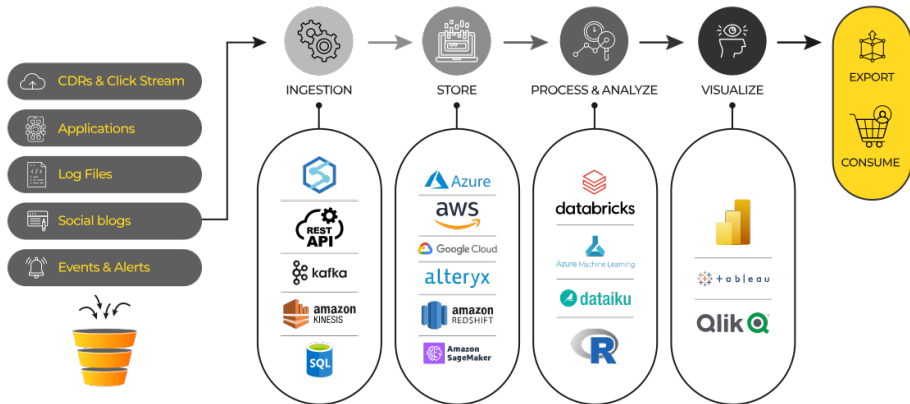 CDRs & Click Stream
Applications
Log Files
Social blogs
Events & Alerts
INGESTION
REST
API
kafka
amazon
KINESIS
SQL
STORE
Azure
aws
Google Cloud
alteryx
amazon
REDSHIFT
Amazon
SageMaker
PROCESS & ANALYZE
databricks
Azure Machine Learning
dataiku
R
VISUALIZE
+ableau
Qlik
EXPORT
CONSUME